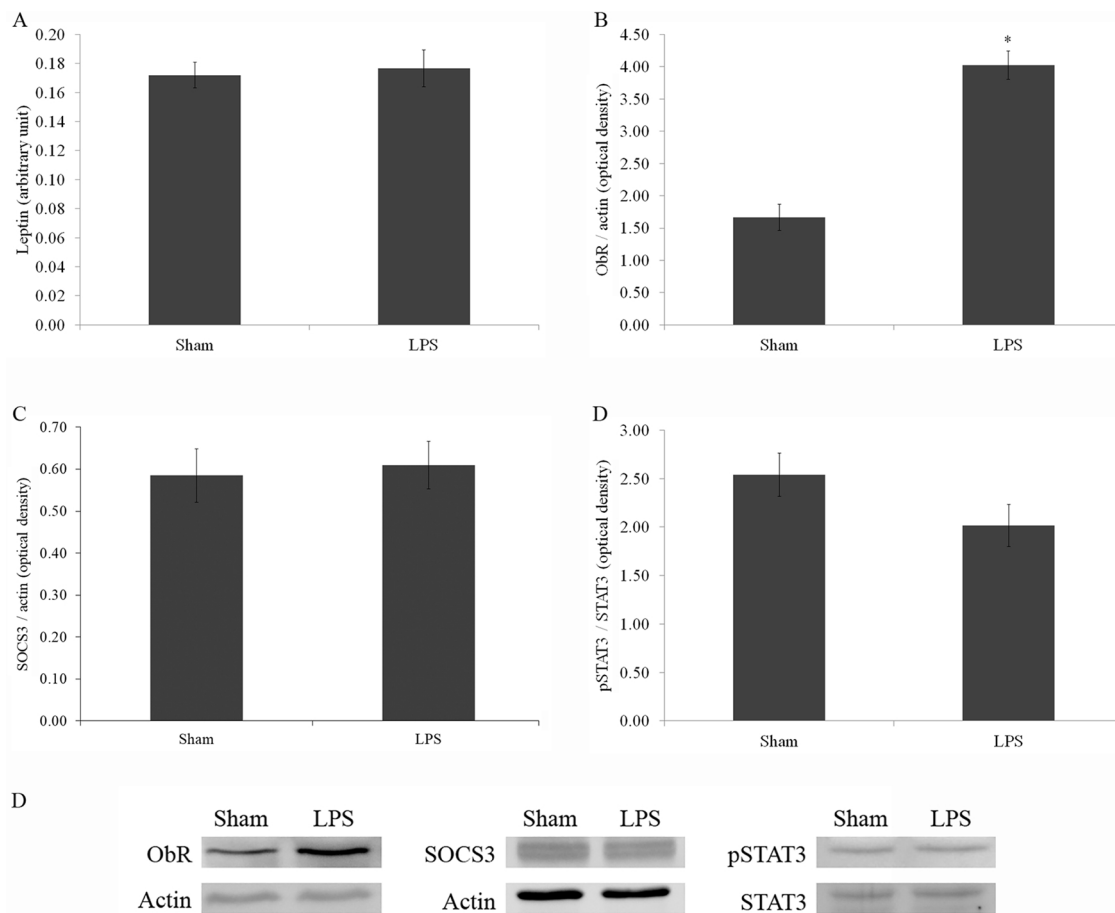 A
Leptin (arbitrary unit)
0.20
0.18
0.16
0.14
0.12
0.10
0.08
0.06
0.04
0.02
0.00
Sham LPS
B
ObR / actin (optical density)
4.50
4.00
3.50
3.00
2.50
2.00
1.50
1.00
0.50
0.00
*
Sham LPS
C
SOCS3 / actin (optical density)
0.70
0.60
0.50
0.40
0.30
0.20
0.10
0.00
Sham LPS
D
pSTAT3 / STAT3 (optical density)
3.00
2.50
2.00
1.50
1.00
0.50
0.00
Sham LPS
D
Sham LPS
ObR
Actin
Sham LPS
SOCS3
Actin
Sham LPS
pSTAT3
STAT3